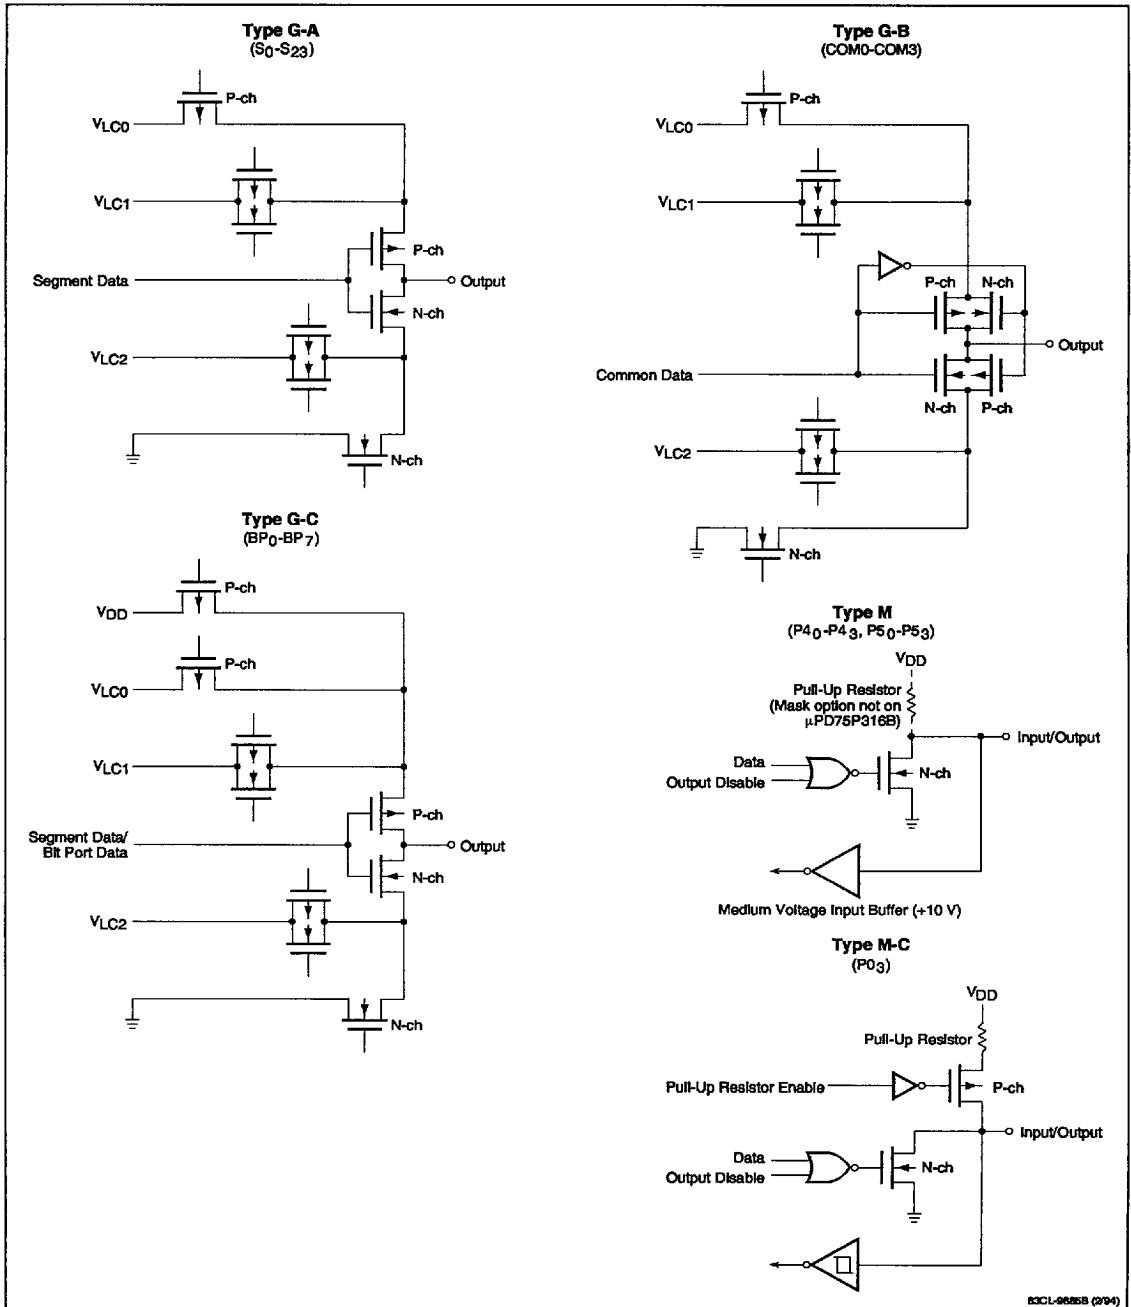 Type G-A
(S0-S23)
P-ch
VLC0
VLC1
P-ch
Segment Data
Output
N-ch
VLC2
N-ch
Type G-B
(COM0-COM3)
P-ch
VLC0
VLC1
P-ch N-ch
Output
Common Data
N-ch P-ch
VLC2
N-ch
Type G-C
(BP0-BP7)
P-ch
VDD
P-ch
VLC0
VLC1
P-ch
Segment Data/
Bit Port Data
Output
N-ch
VLC2
N-ch
Type M
(P40-P43, P50-P53)
VDD
Pull-Up Resistor
(Mask option not on
μPD75P316B)
Input/Output
Data
Output Disable
N-ch
Medium Voltage Input Buffer (+10 V)
Type M-C
(P03)
VDD
Pull-Up Resistor
Pull-Up Resistor Enable
P-ch
Input/Output
Data
Output Disable
N-ch
83CL-9885B (2/94)